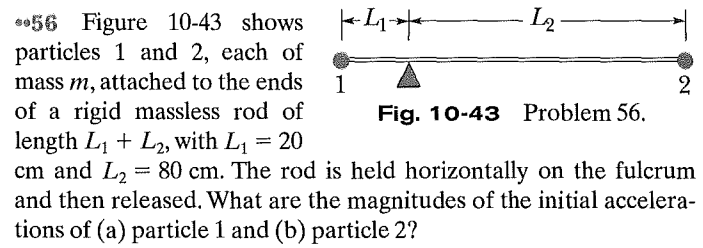 ••56 Figure 10-43 shows
particles 1 and 2, each of
mass m, attached to the ends
of a rigid massless rod of
length L₁ + L₂, with L₁ = 20
cm and L₂ = 80 cm. The rod is held horizontally on the fulcrum
and then released. What are the magnitudes of the initial accelera-
tions of (a) particle 1 and (b) particle 2?
L₁ L₂
1 2
Fig. 10-43 Problem 56.